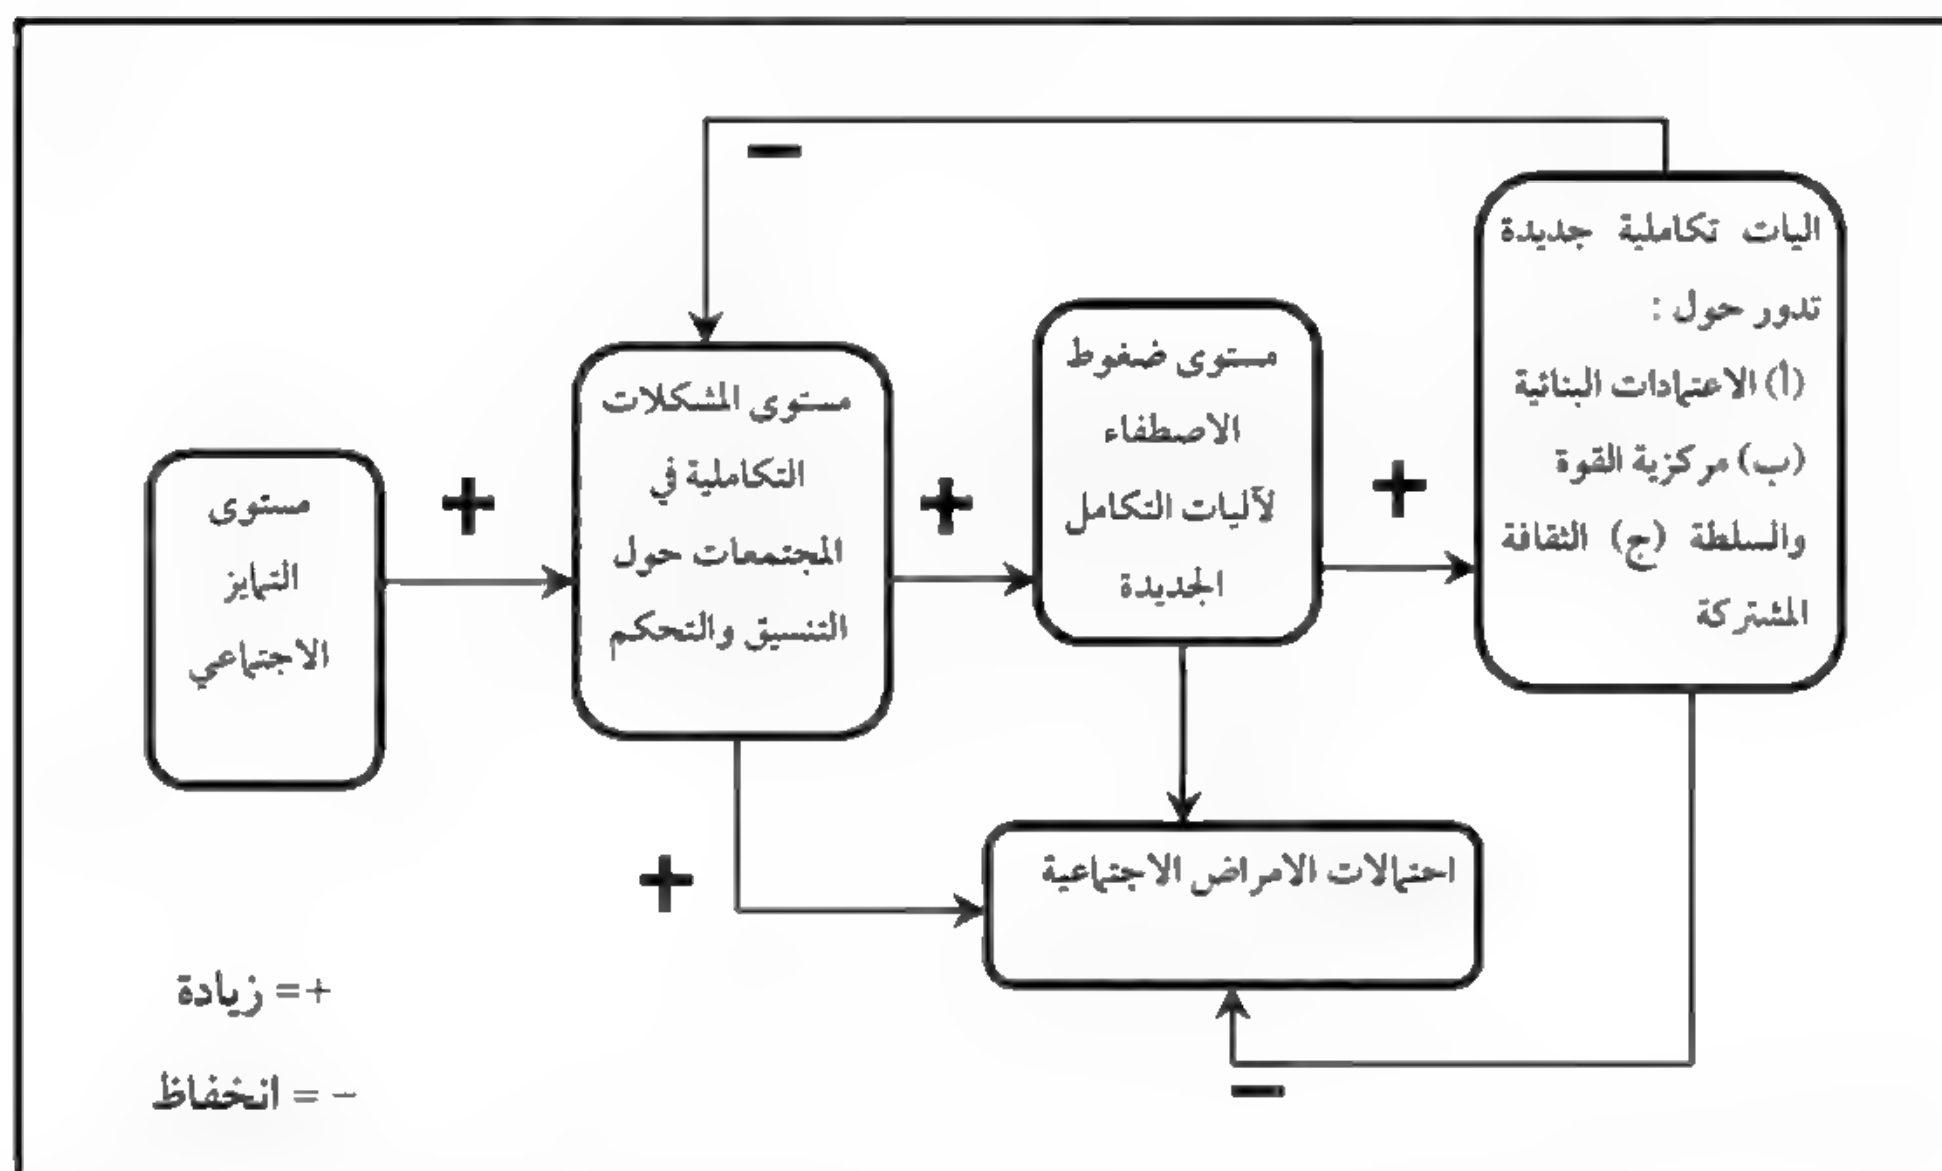 اليات تكاملية جديدة
تدور حول :
(أ) الاعتمادات البنائية
(ب) مركزية القوة
والسلطة (ج) الثقافة
المشتركة
مستوى ضغوط
الاصطفاء
لآليات التكامل
الجديدة
مستوى المشكلات
التكاملية في
المجتمعات حول
التنسيق والتحكم
مستوى
التمايز
الاجتماعي
احتمالات الامراض الاجتماعية
+
+
+
+
−
−
+= زيادة
− = انخفاظ